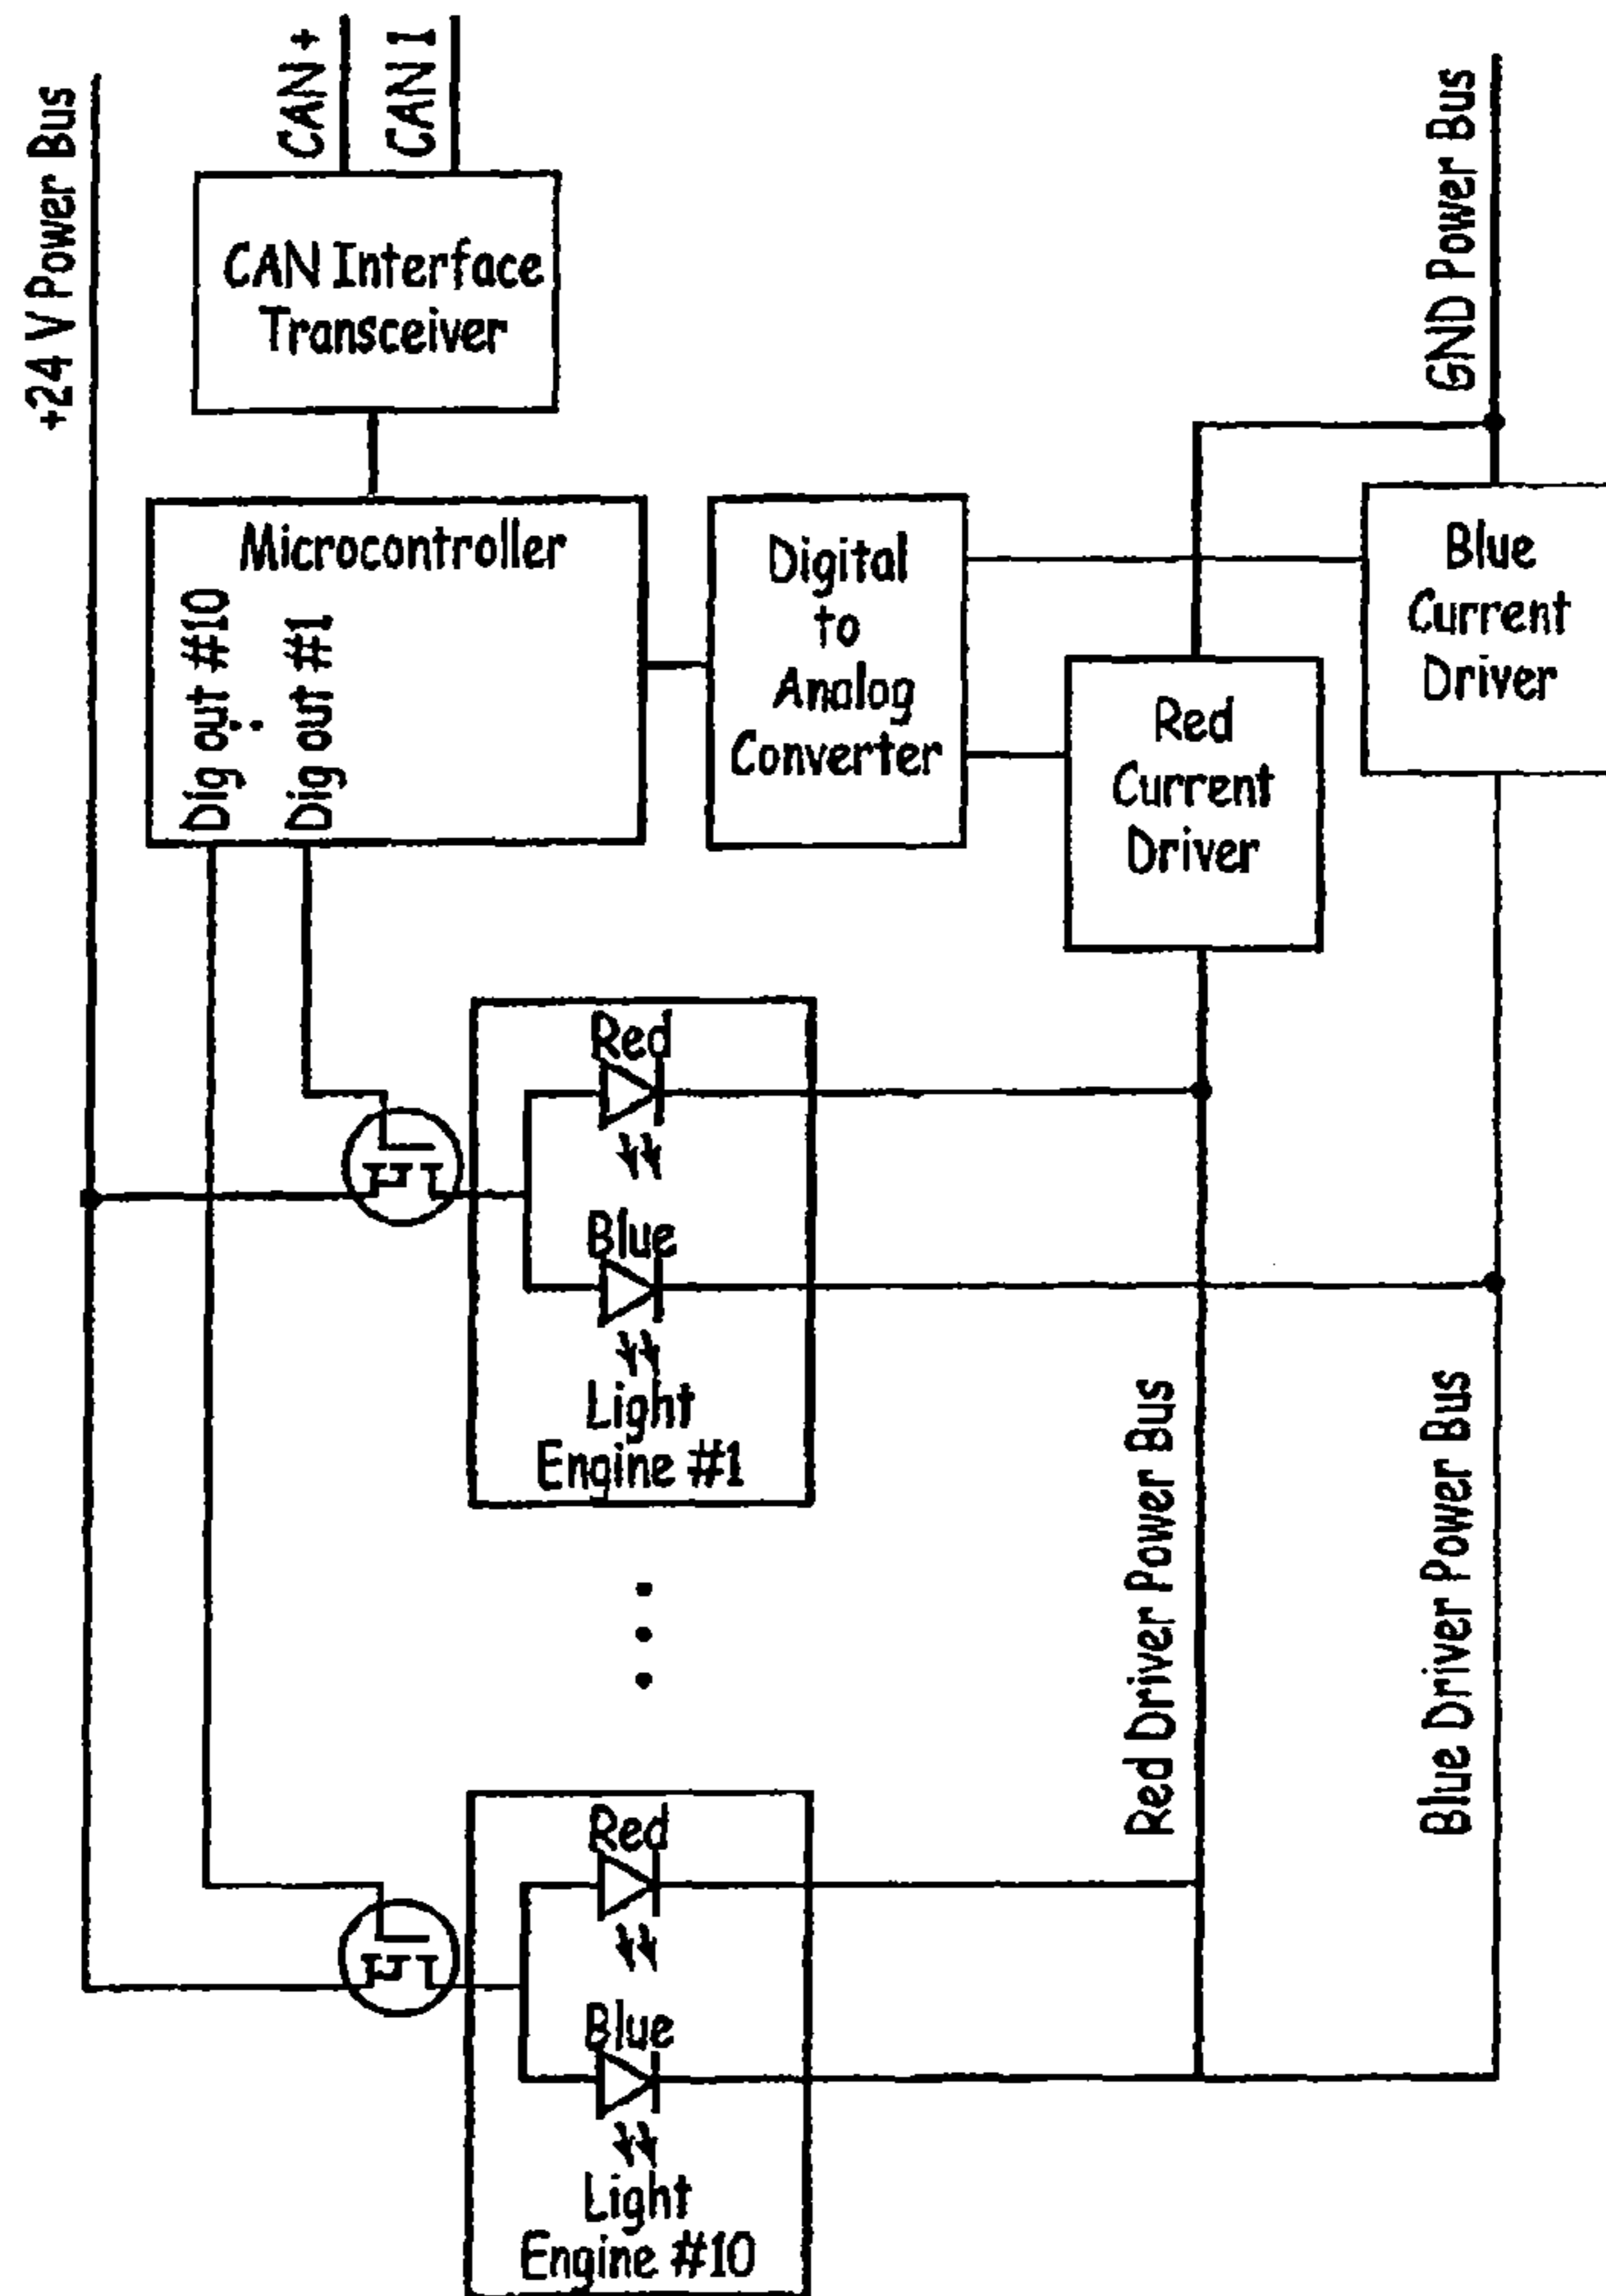 +24 V Power Bus
CAN +
CAN I
CAN Interface
Transceiver
GND Power Bus
Microcontroller
Dig out #10
Dig out #1
Digital
to
Analog
Converter
Blue
Current
Driver
Red
Current
Driver
Red
Blue
Light
Engine #1
Red Driver Power Bus
Blue Driver Power Bus
Red
Blue
Light
Engine #10